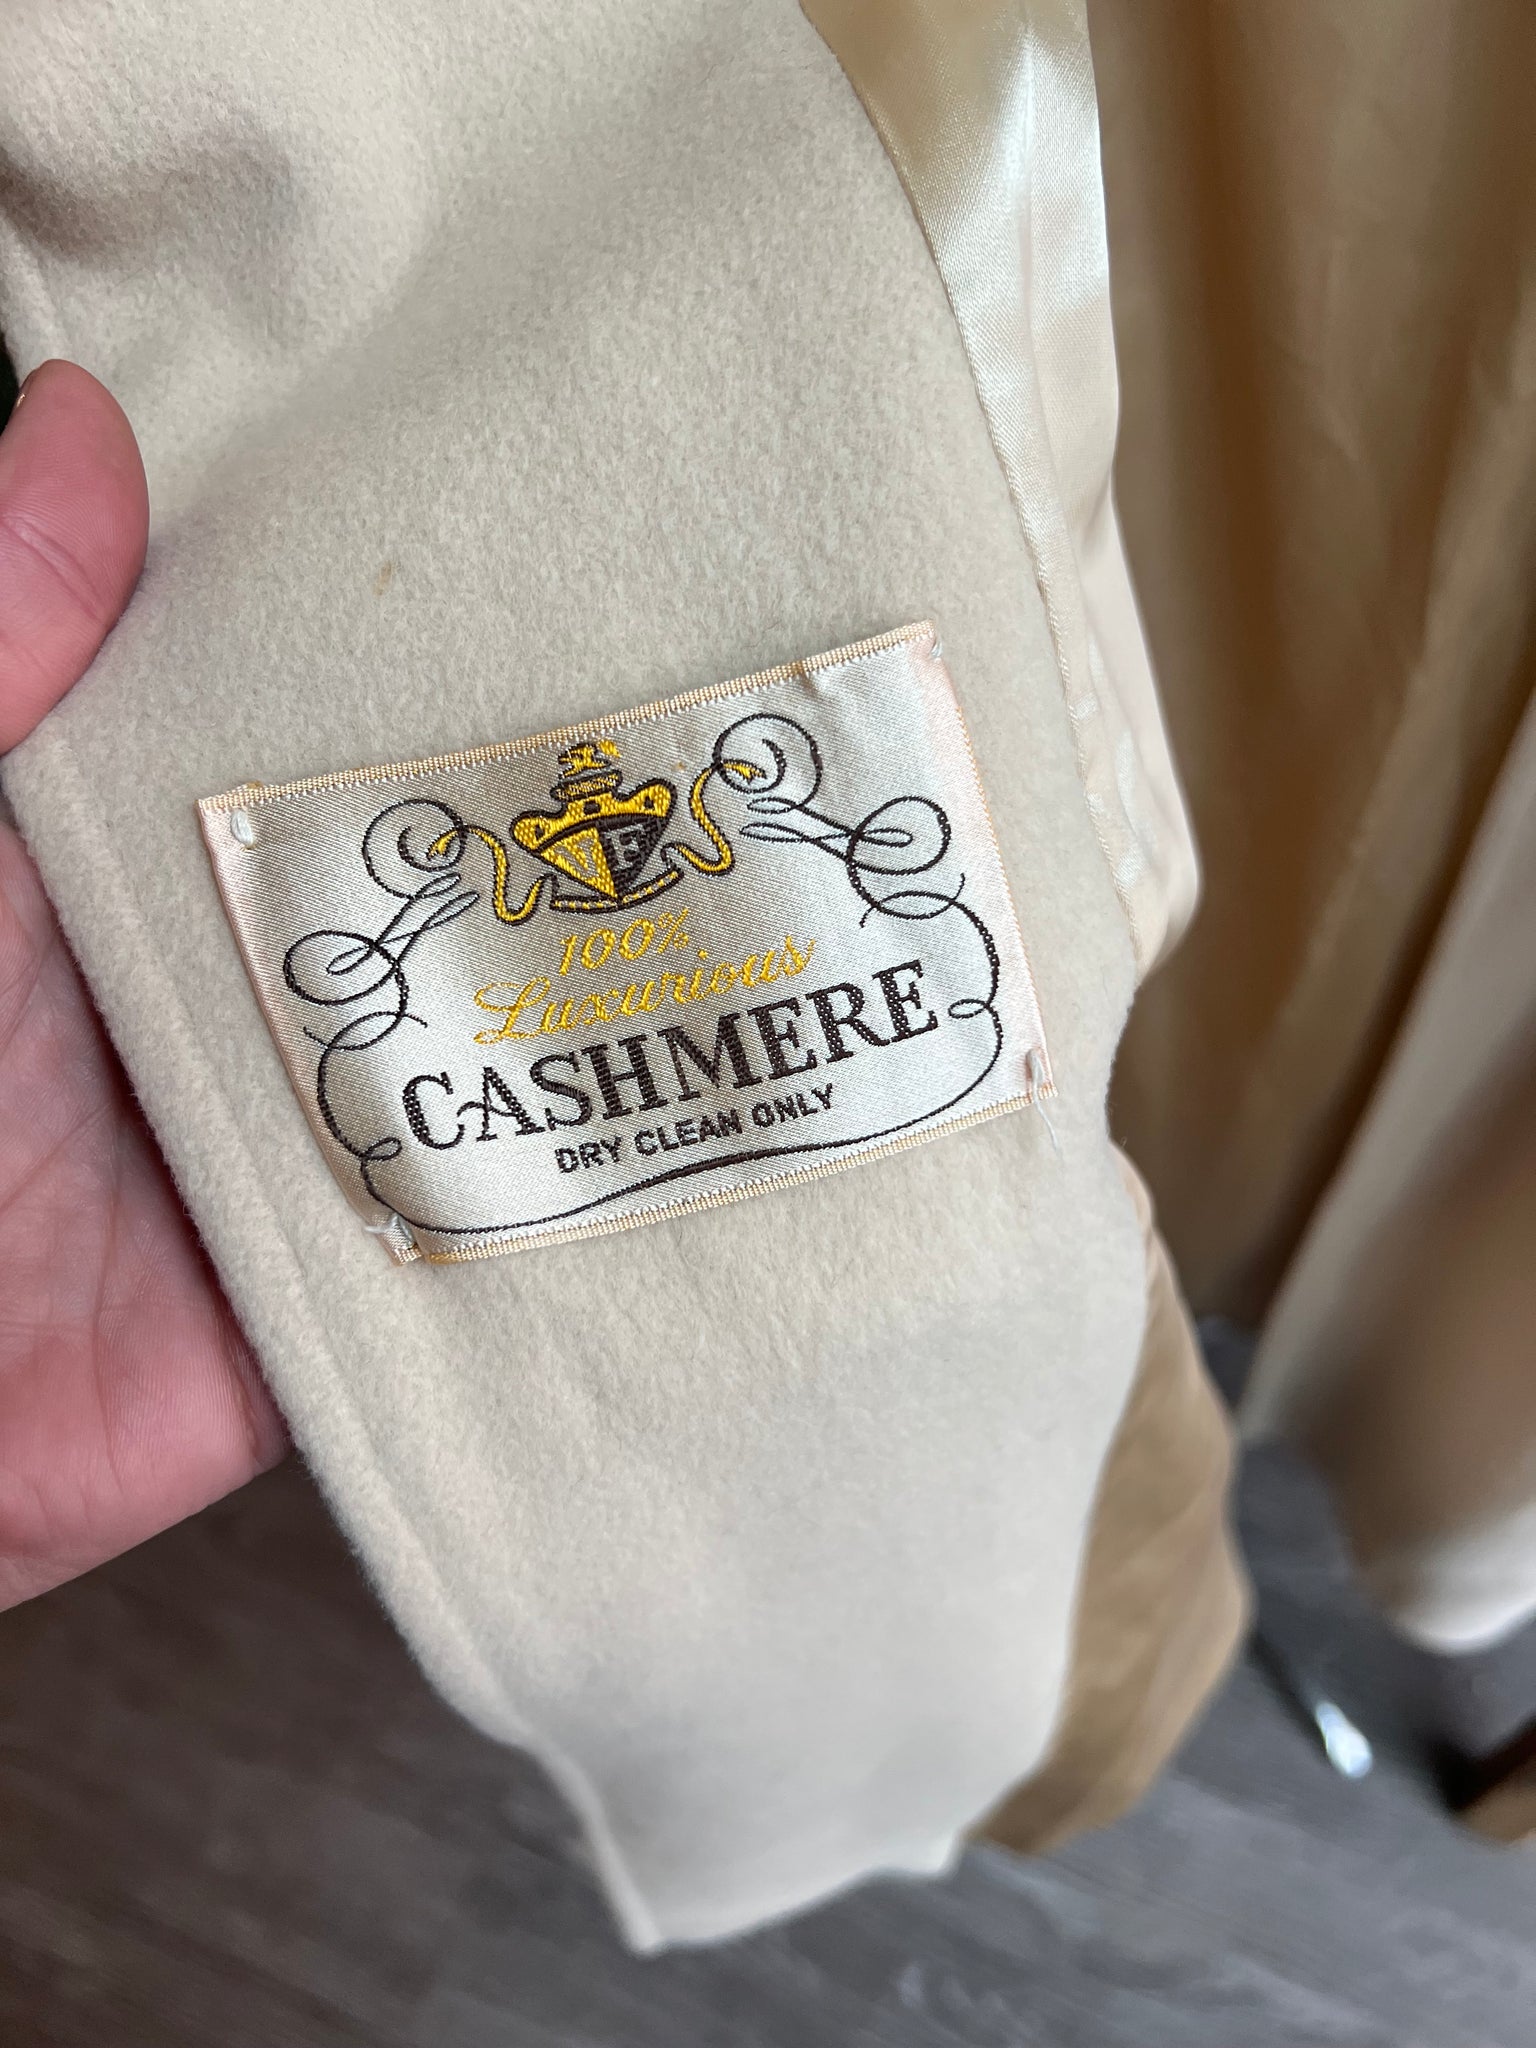 100%
Luxurious
CASHMERE
DRY CLEAN ONLY